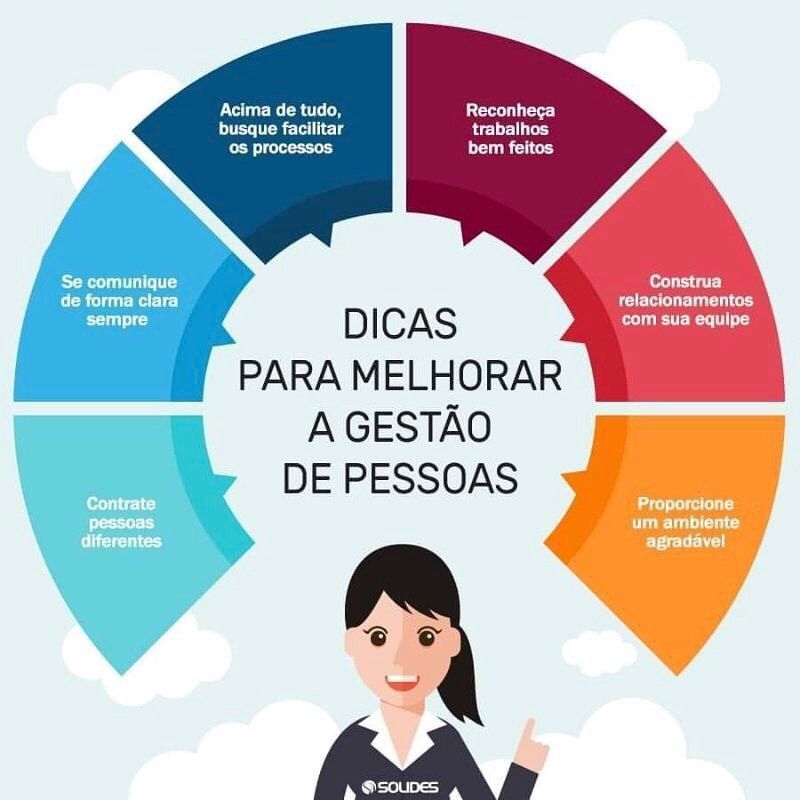 DICAS
PARA MELHORAR
A GESTÃO
DE PESSOAS
Contrate
pessoas
diferentes
Se comunique
de forma clara
sempre
Acima de tudo,
busque facilitar
os processos
Reconheça
trabalhos
bem feitos
Construa
relacionamentos
com sua equipe
Proporcione
um ambiente
agradável
SOLIDES